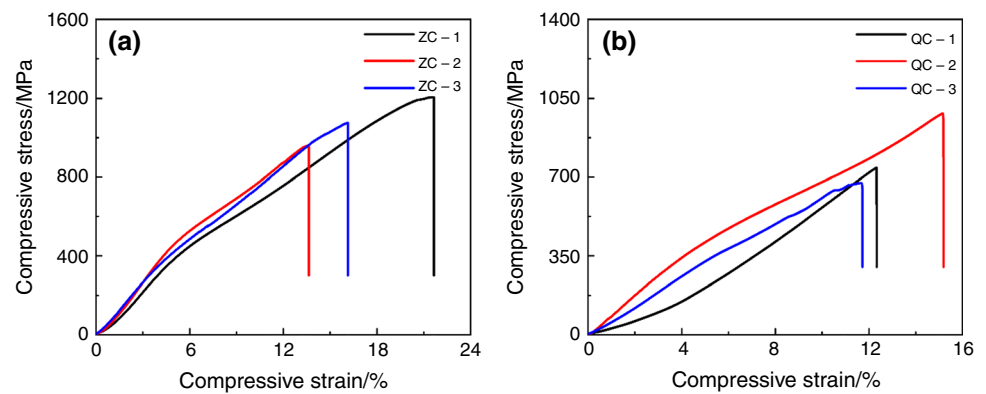 (a)
ZC – 1
ZC – 2
ZC – 3
Compressive stress/MPa
1600
1200
800
400
0
0 6 12 18 24
Compressive strain/%
(b)
QC – 1
QC – 2
QC – 3
Compressive stress/MPa
1400
1050
700
350
0
0 4 8 12 16
Compressive strain/%